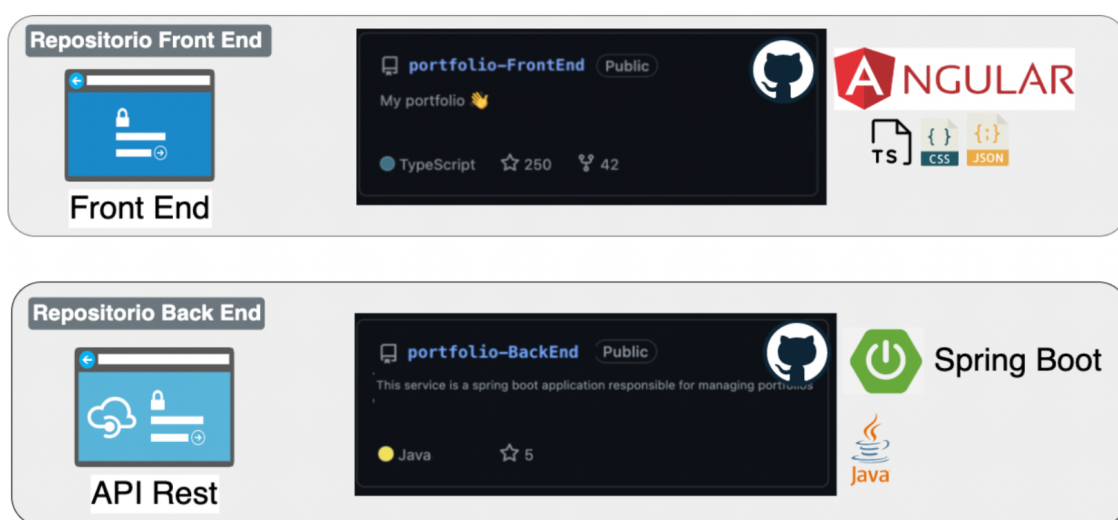 Repositorio Front End
portfolio-FrontEnd Public
My portfolio 👋
TypeScript 250 42
Front End
ANGULAR
TS { } CSS {;} JSON
Repositorio Back End
portfolio-BackEnd Public
This service is a spring boot application responsible for managing portfolios
Java 5
API Rest
Spring Boot
Java